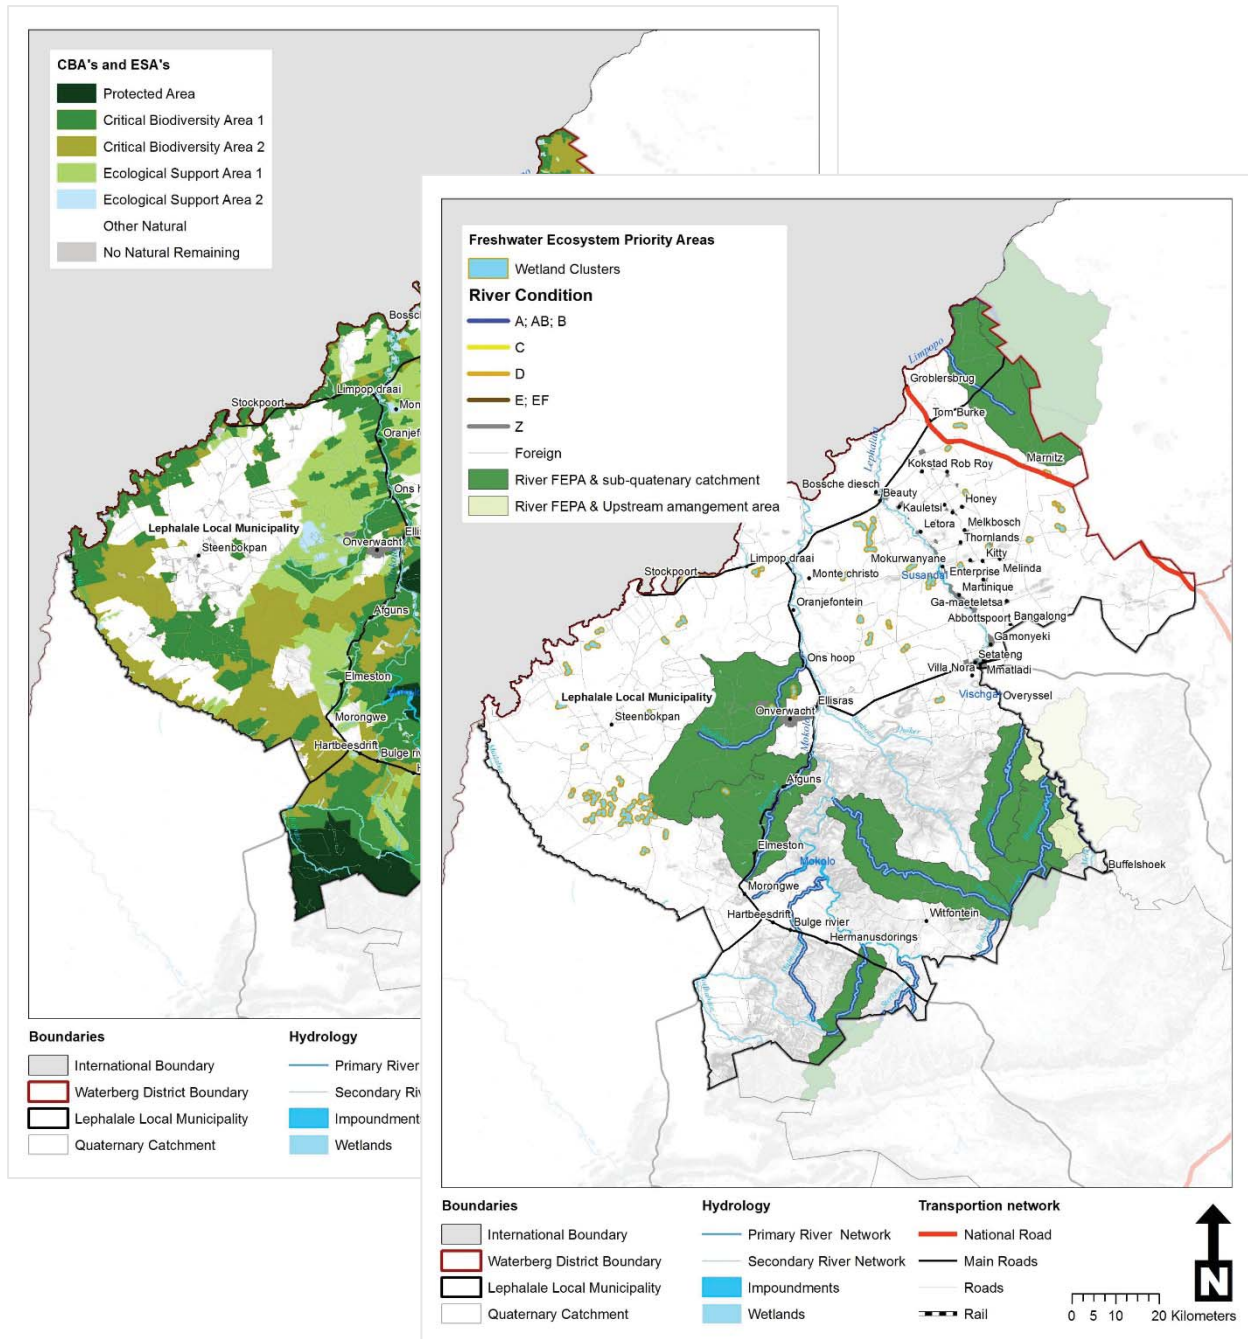 CBA's and ESA's
Protected Area
Critical Biodiversity Area 1
Critical Biodiversity Area 2
Ecological Support Area 1
Ecological Support Area 2
Other Natural
No Natural Remaining
Stockpoort
Limpop draai
Lephalale Local Municipality
Steenbokpan
Onverwacht
Afguns
Elmeston
Morongwe
Hartbeesdrift
Boundaries
International Boundary
Waterberg District Boundary
Lephalale Local Municipality
Quaternary Catchment
Hydrology
Primary River
Impoundments
Wetlands
Freshwater Ecosystem Priority Areas
Wetland Clusters
River Condition
A; AB; B
C
D
E; EF
Z
Foreign
River FEPA & sub-quatenary catchment
River FEPA & Upstream amangement area
Limpopo
Groblersbrug
Tom Burke
Marnitz
Lephalala
Kokstad Rob Roy
Bossche diesch
Beauty
Honey
Kauletsi
Letora
Melkbosch
Thornlands
Mokurwanyane
Kitty
Melinda
Susandal
Enterprise
Martinique
Ga-maeteletsa
Abbottspoort
Bangalong
Gamonyeki
Setateng
Villa Nora
Mmatladi
Overyssel
Limpop draai
Stockpoort
Monte christo
Oranjefontein
Ons hoop
Lephalale Local Municipality
Steenbokpan
Onverwacht
Ellisras
Mokolo
Afguns
Elmeston
Mokolo
Morongwe
Hartbeesdrift
Bulge rivier
Hermanusdorings
Witfontein
Buffelshoek
Boundaries
International Boundary
Waterberg District Boundary
Lephalale Local Municipality
Quaternary Catchment
Hydrology
Primary River Network
Secondary River Network
Impoundments
Wetlands
Transportion network
National Road
Main Roads
Roads
Rail
N
0 5 10 20 Kilometers